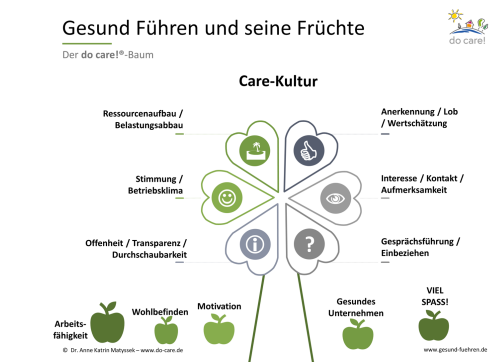 Gesund Führen und seine Früchte
do care!
Der do care!®-Baum
Care-Kultur
Ressourcenaufbau /
Belastungsabbau
Anerkennung / Lob
/ Wertschätzung
Stimmung /
Betriebsklima
Interesse / Kontakt /
Aufmerksamkeit
Offenheit / Transparenz /
Durchschaubarkeit
i
?
Gesprächsführung /
Einbeziehen
Arbeits-
fähigkeit
Wohlbefinden
Motivation
Gesundes
Unternehmen
VIEL
SPASS!
© Dr. Anne Katrin Matyssek – www.do-care.de
www.gesund-fuehren.de